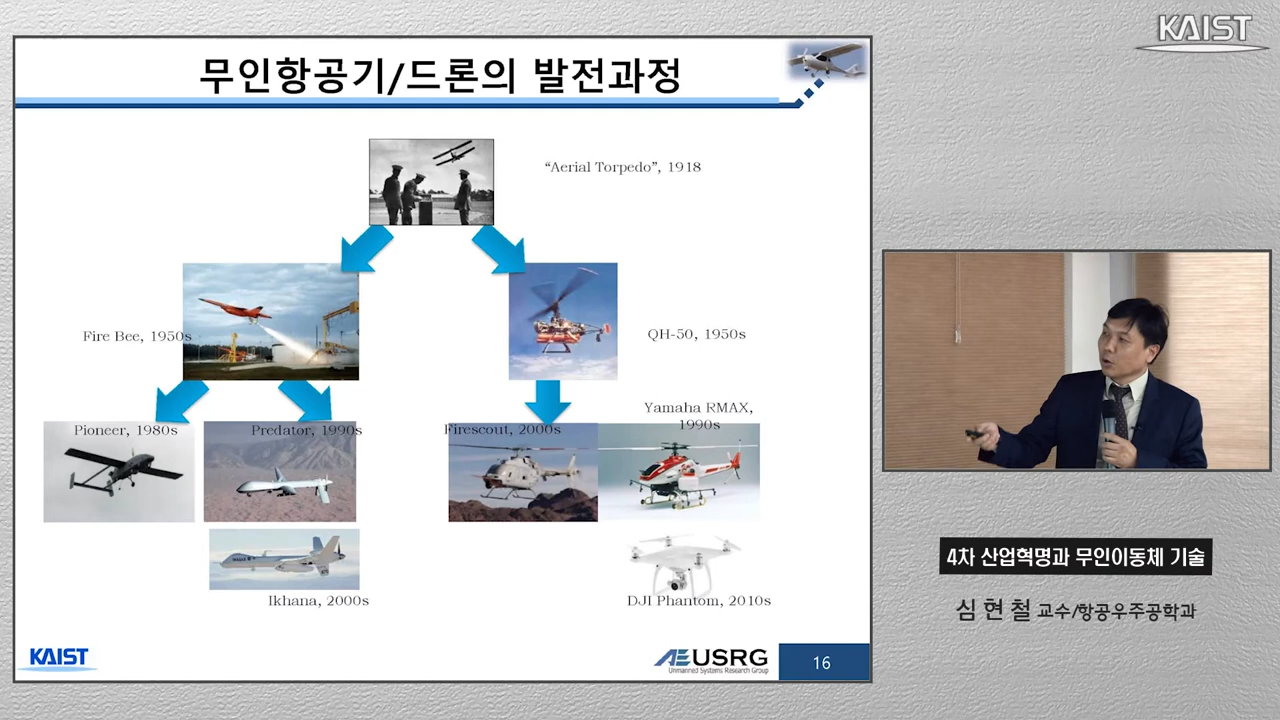 KAIST
무인항공기/드론의 발전과정
“Aerial Torpedo”, 1918
Fire Bee, 1950s
QH-50, 1950s
Pioneer, 1980s
Predator, 1990s
Firescout, 2000s
Yamaha RMAX,
1990s
Ikhana, 2000s
DJI Phantom, 2010s
KAIST
USRG
Unmanned Systems Research Group
16
4차 산업혁명과 무인이동체 기술
심현철 교수/항공우주공학과